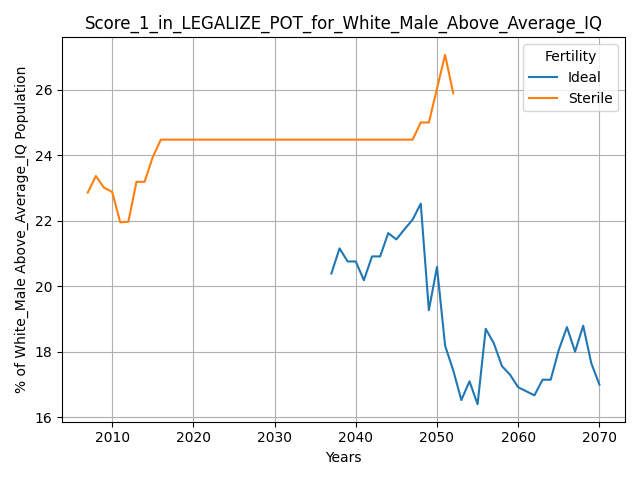 Score_1_in_LEGALIZE_POT_for_White_Male_Above_Average_IQ
% of White_Male Above_Average_IQ Population
26
24
22
20
18
16
Fertility
Ideal
Sterile
2010 2020 2030 2040 2050 2060 2070
Years